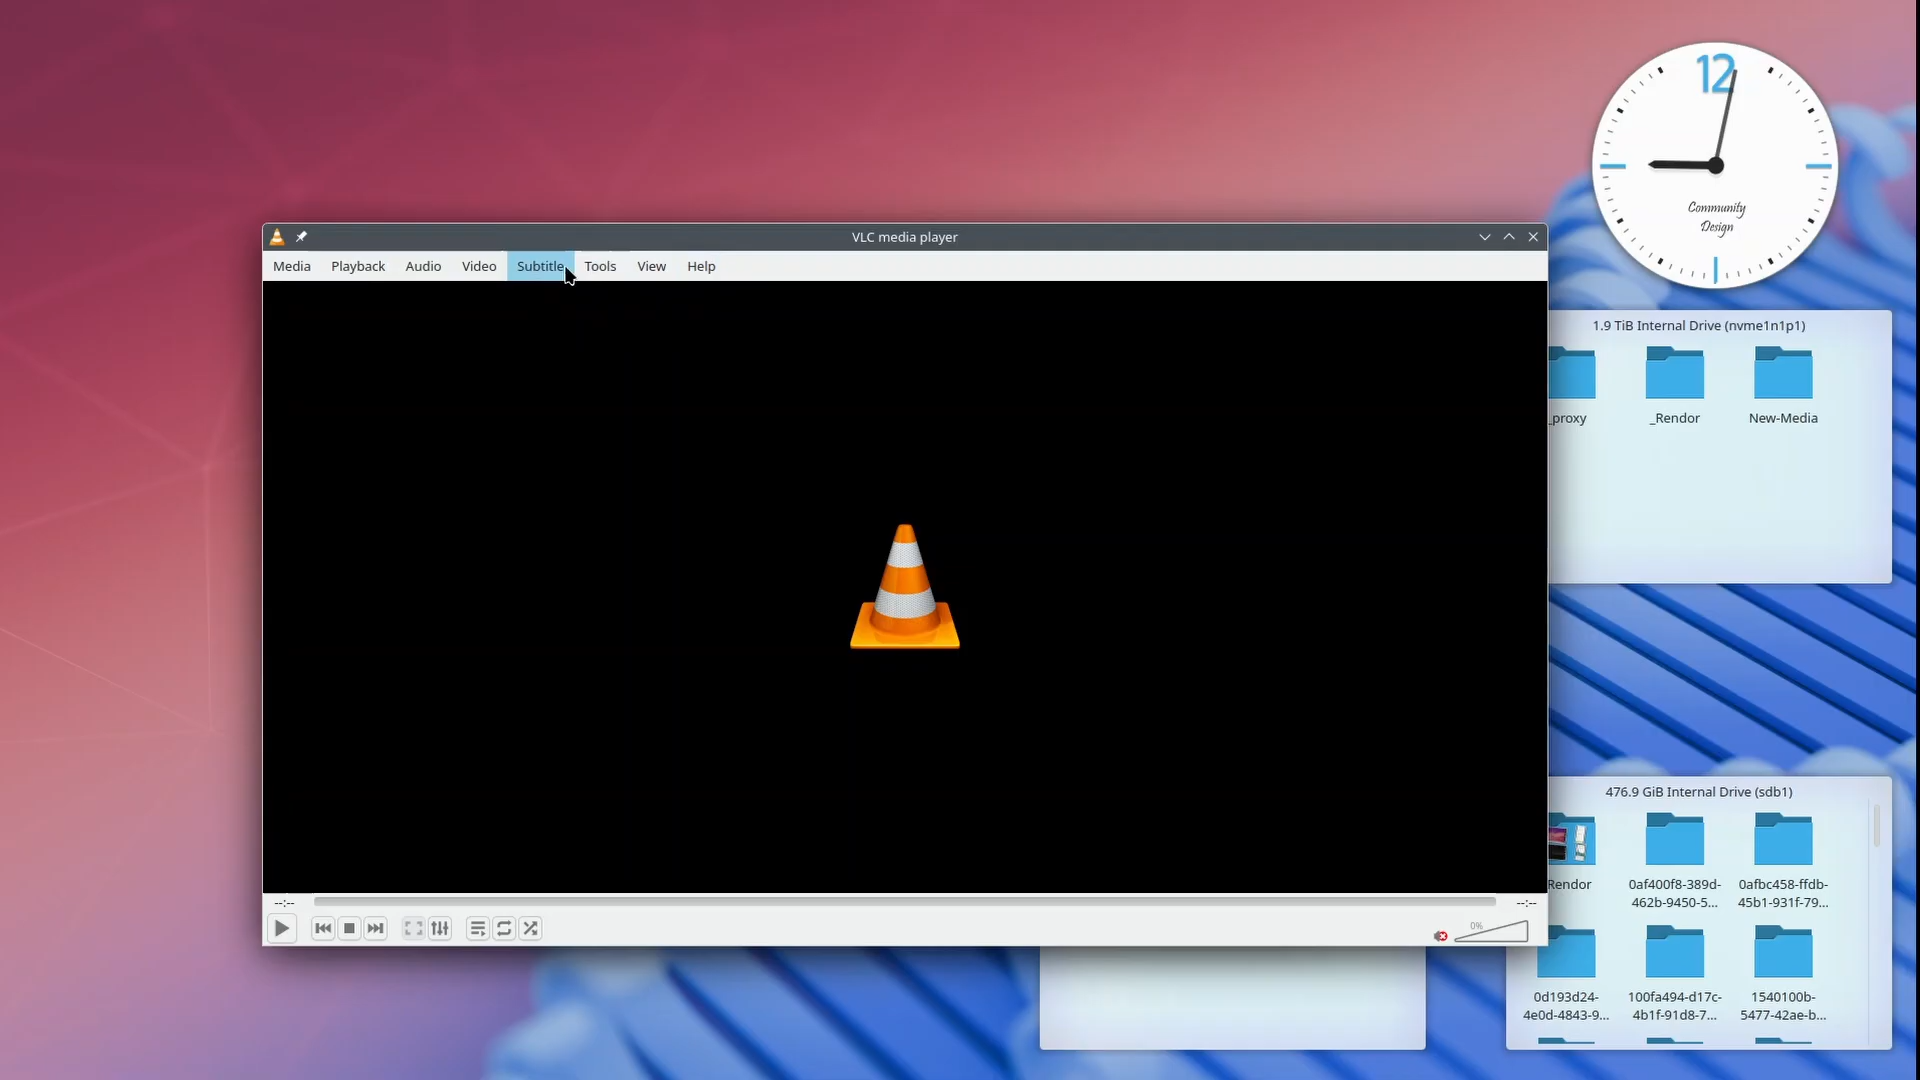 12
Community
Design
VLC media player
Media Playback Audio Video Subtitle Tools View Help
1.9 TiB Internal Drive (nvme1n1p1)
_proxy _Rendor New-Media
476.9 GiB Internal Drive (sdb1)
Rendor 0af400f8-389d- 0afbc458-ffdb-
462b-9450-5... 45b1-931f-79...
--:-- --:--
0%
0d193d24- 100fa494-d17c- 1540100b-
4e0d-4843-9... 4b1f-91d8-7... 5477-42ae-b...